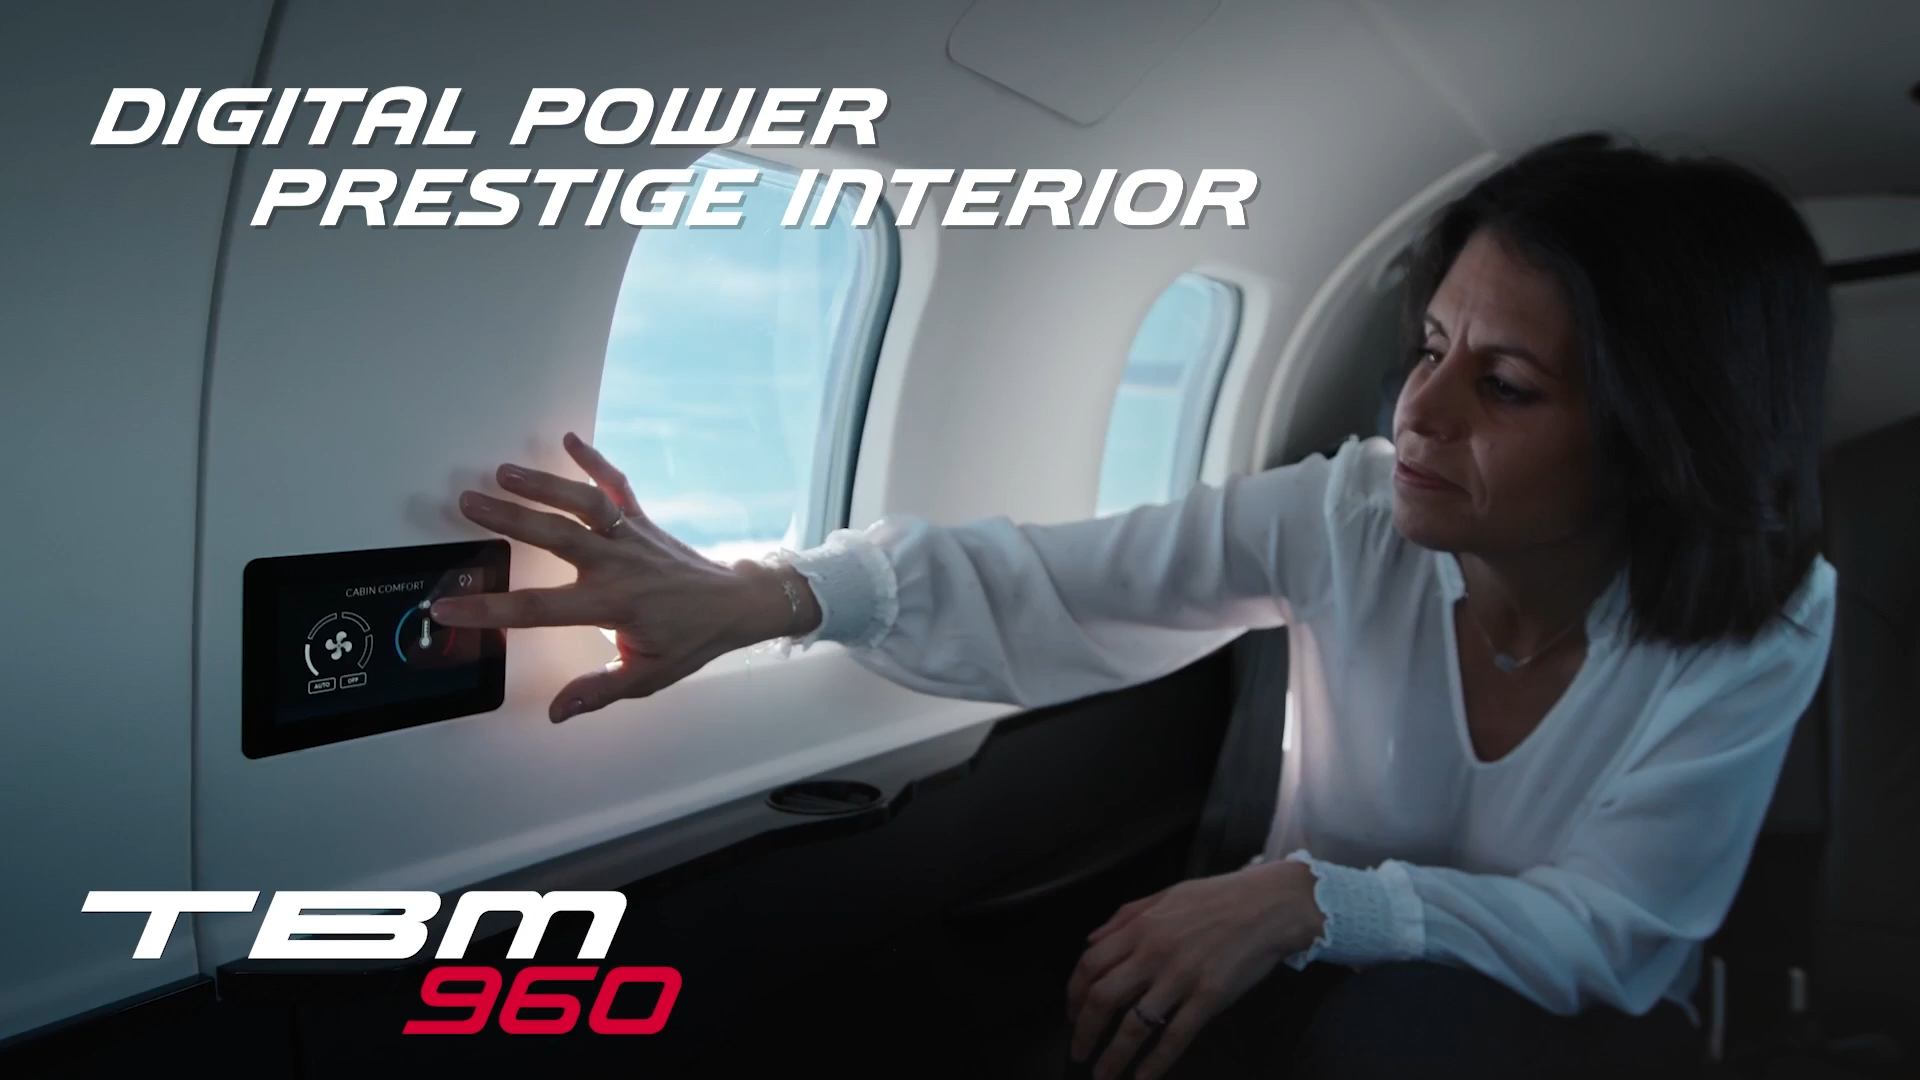 DIGITAL POWER
PRESTIGE INTERIOR
CABIN COMFORT
AUTO OFF
TBM
960